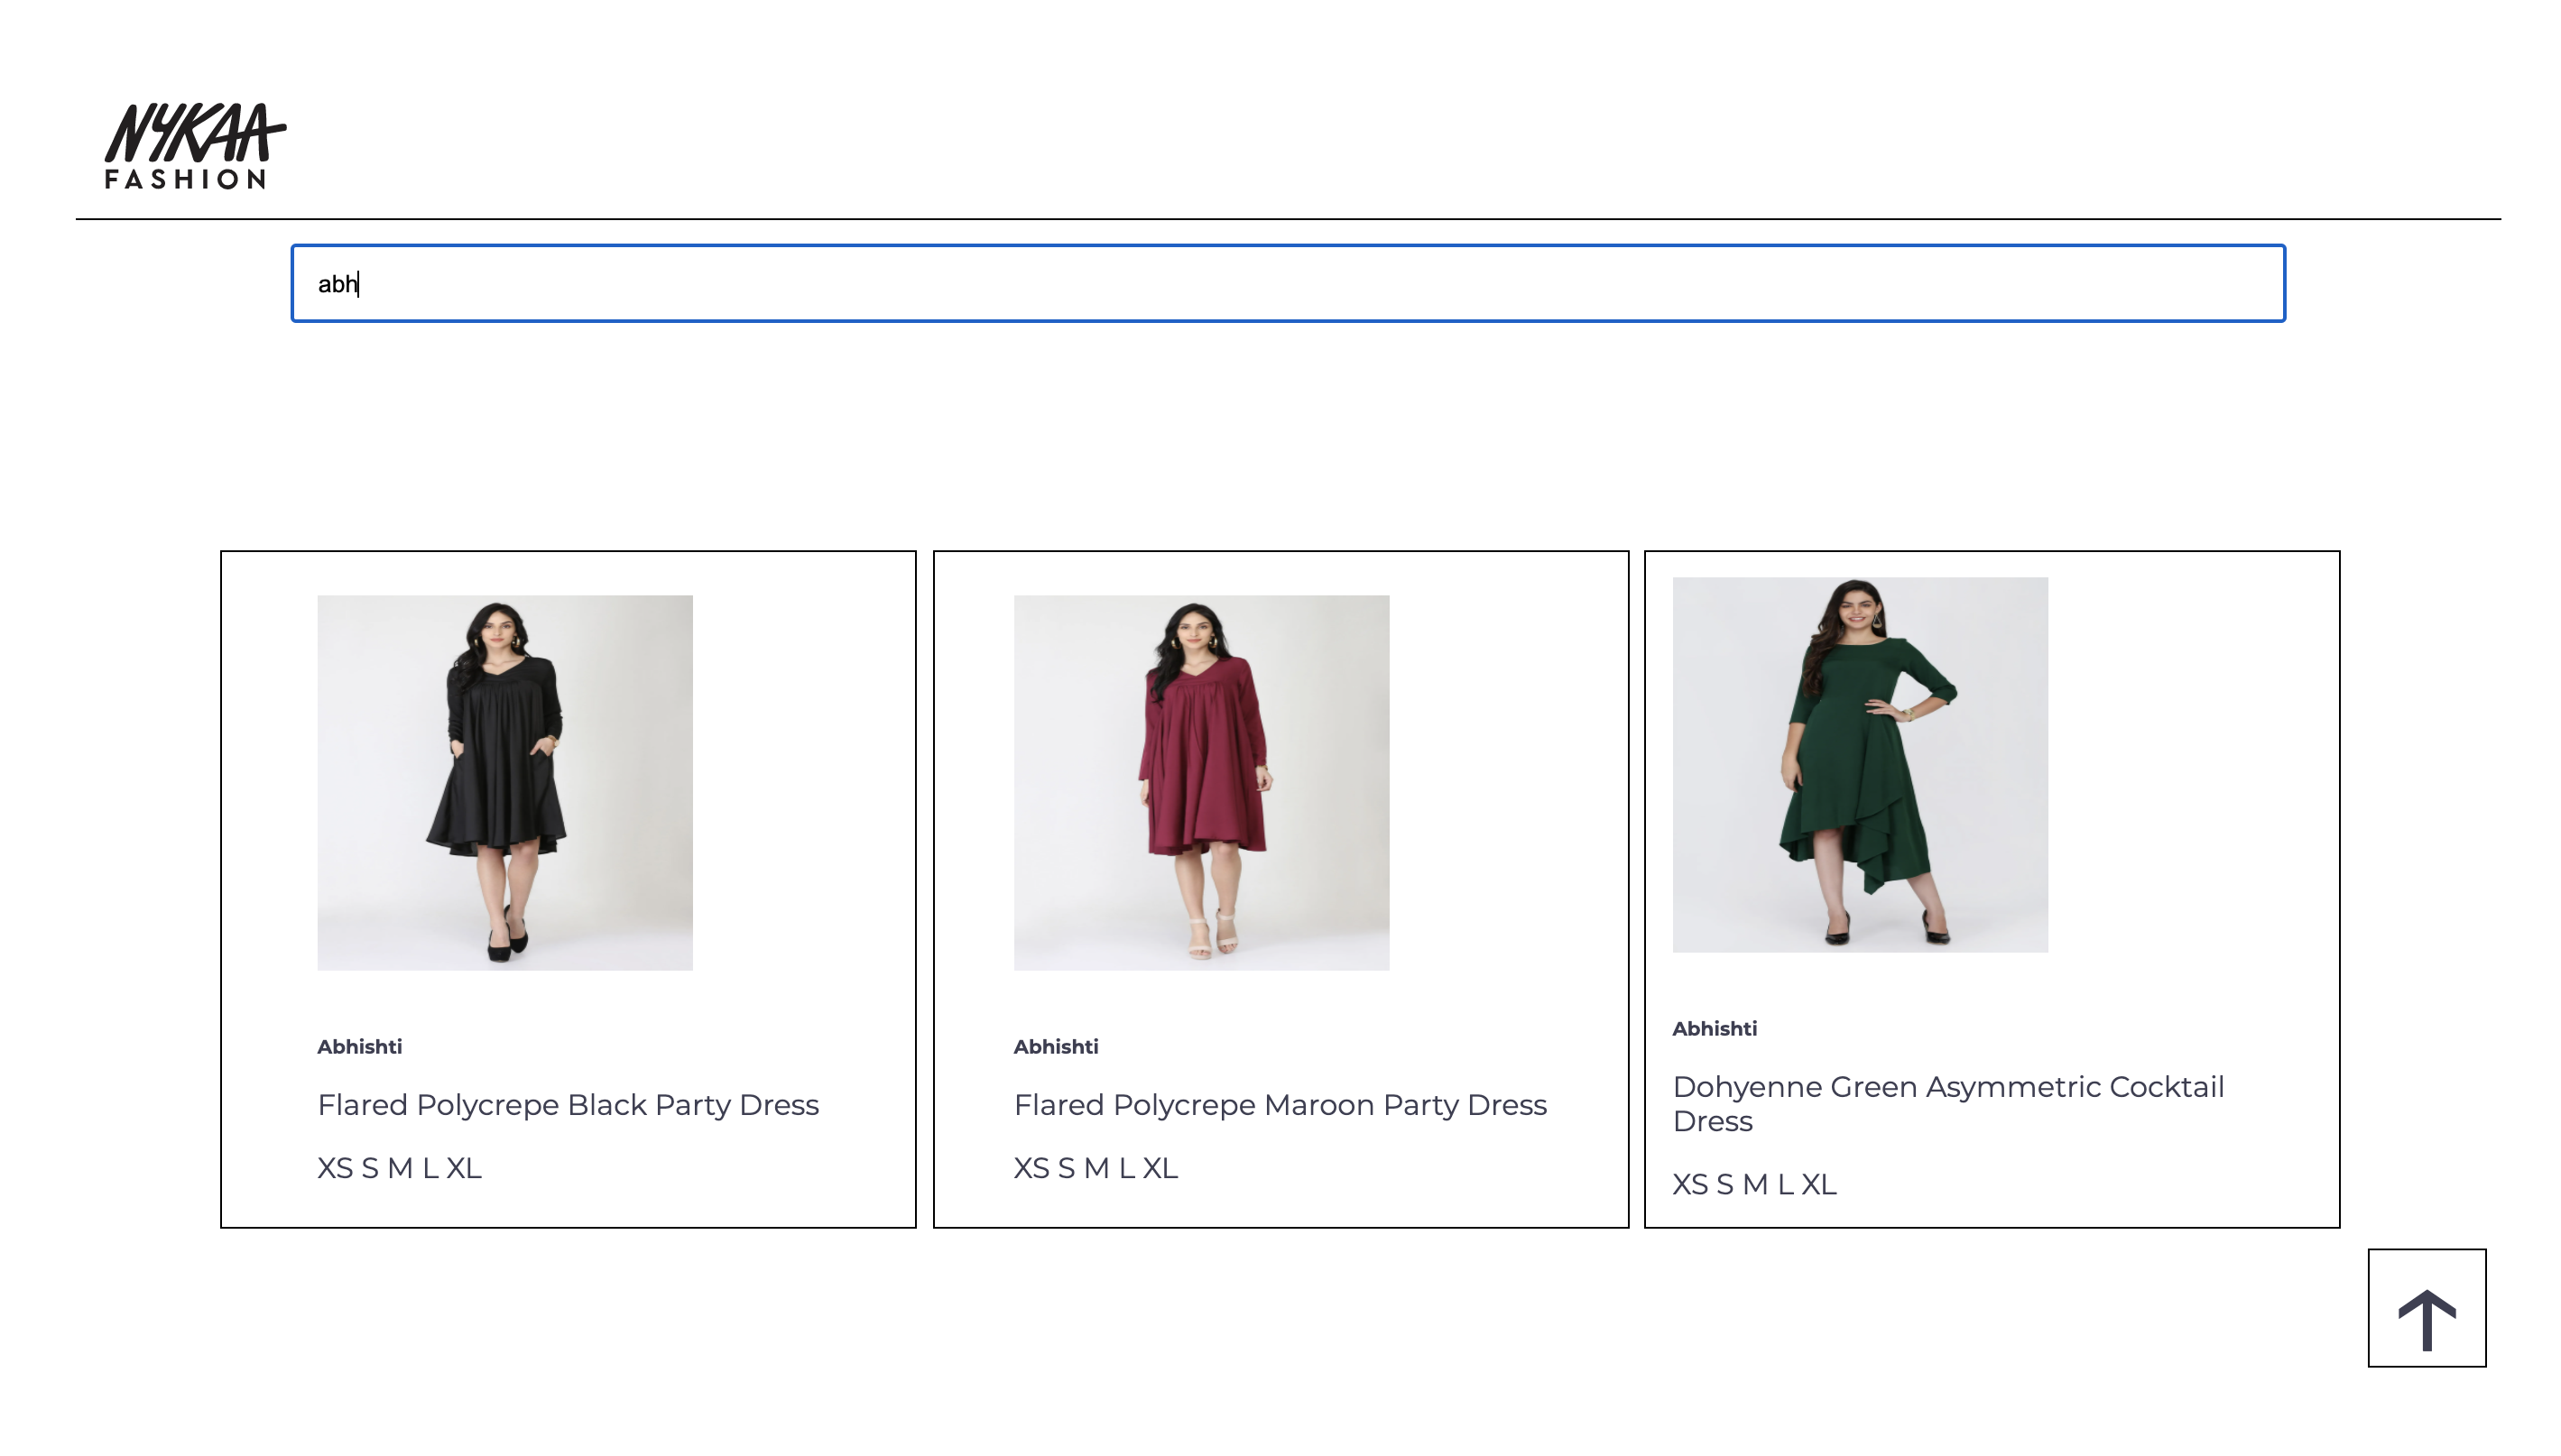 NYKAA
FASHION
abh
Abhishti
Flared Polycrepe Black Party Dress
XS S M L XL
Abhishti
Flared Polycrepe Maroon Party Dress
XS S M L XL
Abhishti
Dohyenne Green Asymmetric Cocktail
Dress
XS S M L XL